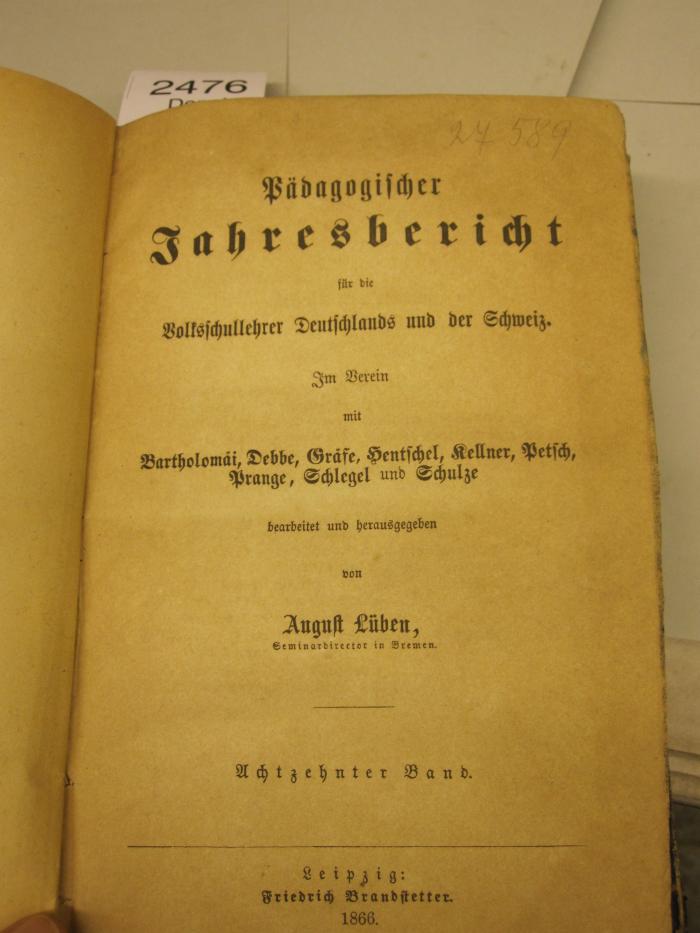 2476
27 589
Pädagogischer
Jahresbericht
für die
Volksschullehrer Deutschlands und der Schweiz.
Im Verein
mit
Bartholomäi, Debbe, Gräfe, Hentschel, Kellner, Petsch,
Prange, Schlegel und Schulze
bearbeitet und herausgegeben
von
August Lüben,
Seminardirector in Bremen.
Achtzehnter Band.
Leipzig:
Friedrich Brandstetter.
1866.